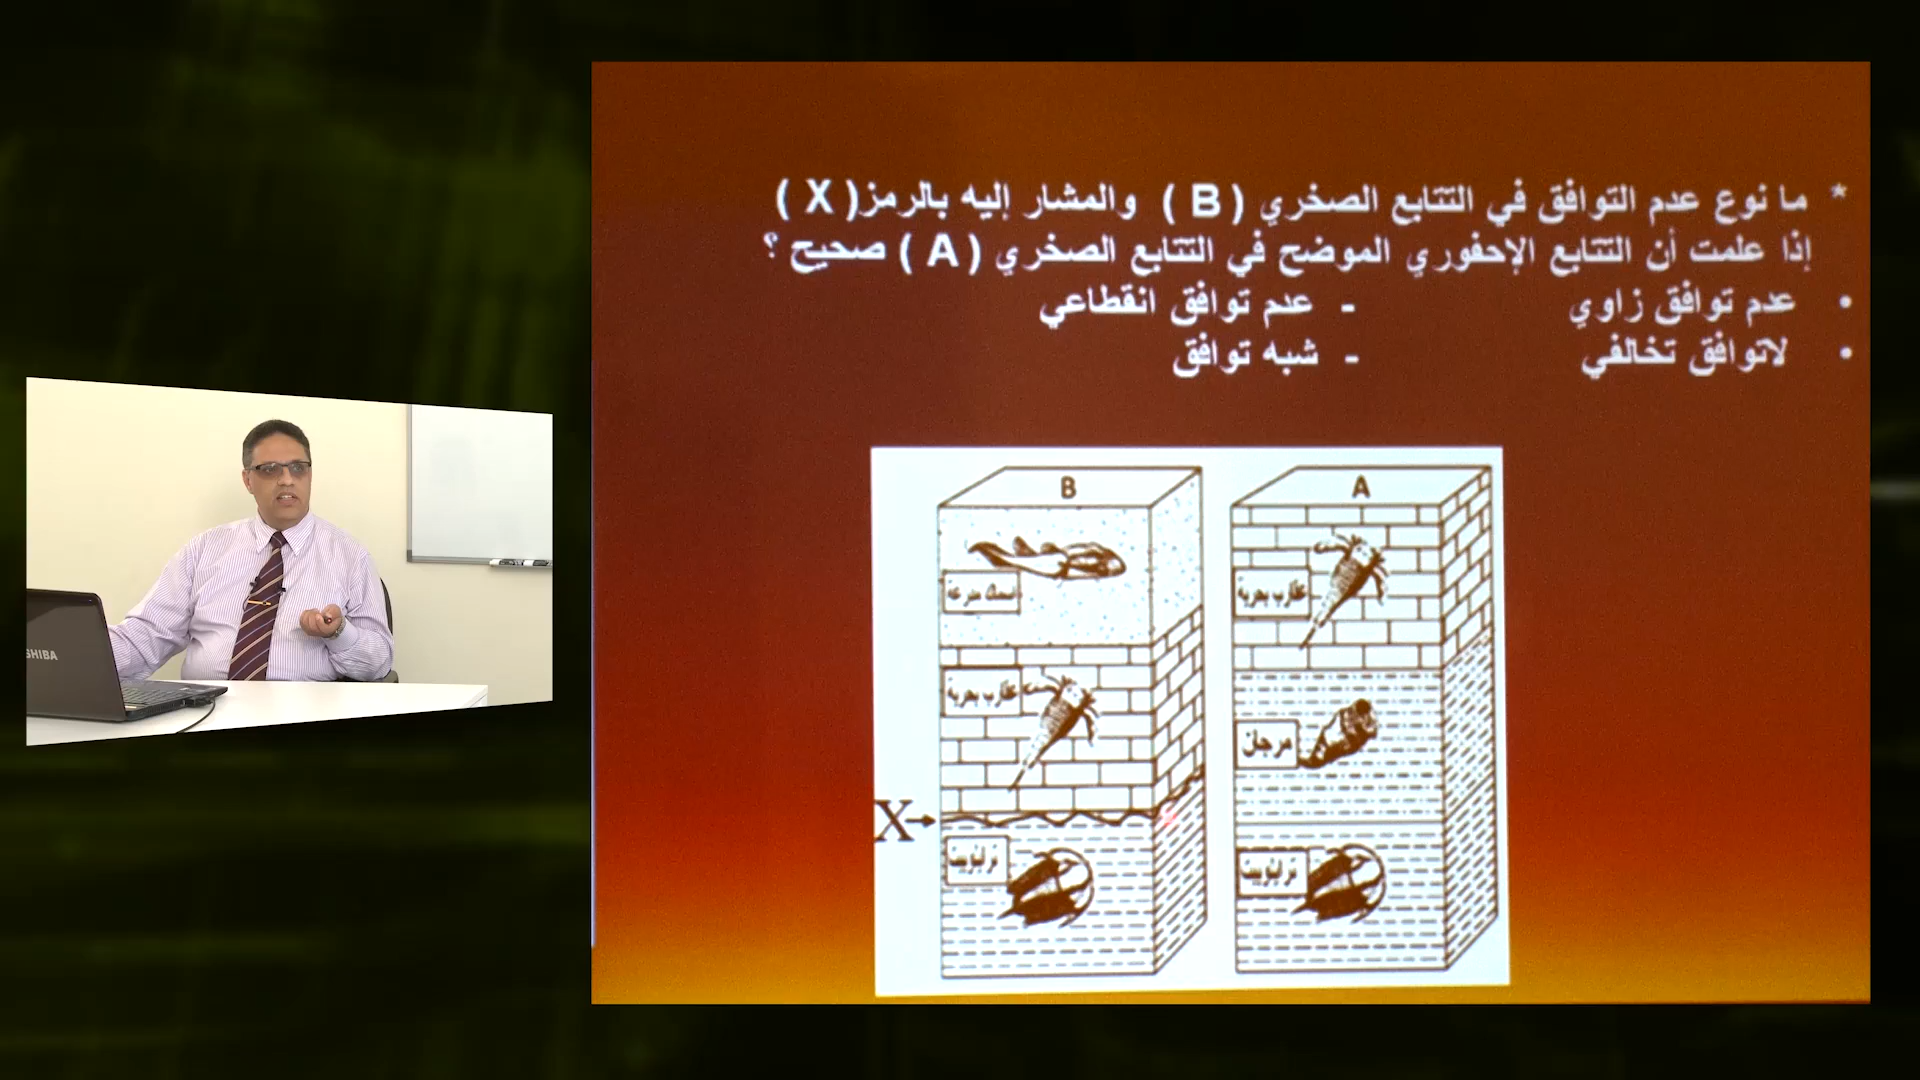 * ما نوع عدم التوافق في التتابع الصخري ( B ) والمشار إليه بالرمز( X )
إذا علمت أن التتابع الإحفوري الموضح في التتابع الصخري ( A ) صحيح ؟
• عدم توافق زاوي - عدم توافق انقطاعي
• لاتوافق تخالفي - شبه توافق
B A
عقارب بحرية
عقارب بحرية
مرجان
X
ترلوبيت ترلوبيت
SHIBA